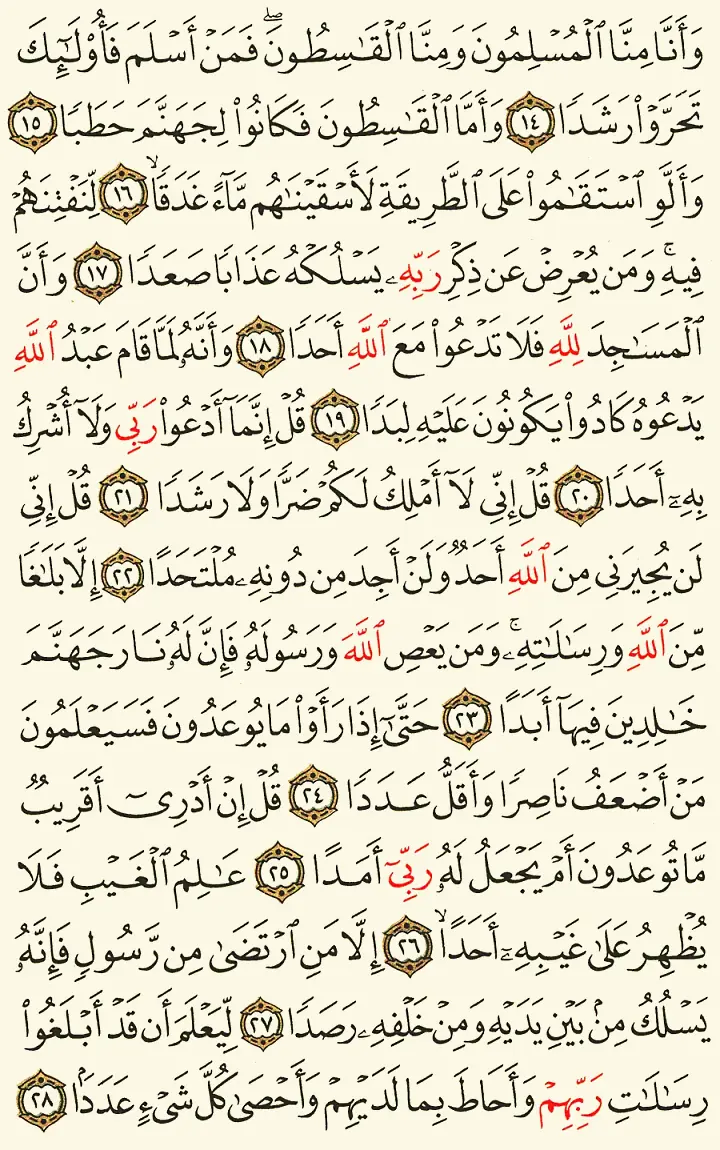 وَأَنَّا مِنَّا ٱلْمُسْلِمُونَ وَمِنَّا ٱلْقَٰسِطُونَۖ فَمَنْ أَسْلَمَ فَأُو۟لَٰٓئِكَ
تَحَرَّوْا۟ رَشَدًا ١٤ وَأَمَّا ٱلْقَٰسِطُونَ فَكَانُوا۟ لِجَهَنَّمَ حَطَبًا ١٥
وَأَلَّوِ ٱسْتَقَٰمُوا۟ عَلَى ٱلطَّرِيقَةِ لَأَسْقَيْنَٰهُم مَّآءً غَدَقًا ۙ ١٦ لِّنَفْتِنَهُمْ
فِيهِۚ وَمَن يُعْرِضْ عَن ذِكْرِ رَبِّهِۦ يَسْلُكْهُ عَذَابًا صَعَدًا ١٧ وَأَنَّ
ٱلْمَسَٰجِدَ لِلَّهِ فَلَا تَدْعُوا۟ مَعَ ٱللَّهِ أَحَدًا ١٨ وَأَنَّهُۥ لَمَّا قَامَ عَبْدُ ٱللَّهِ
يَدْعُوهُ كَادُوا۟ يَكُونُونَ عَلَيْهِ لِبَدًا ١٩ قُلْ إِنَّمَآ أَدْعُوا۟ رَبِّى وَلَآ أُشْرِكُ
بِهِۦٓ أَحَدًا ٢٠ قُلْ إِنِّى لَآ أَمْلِكُ لَكُمْ ضَرًّا وَلَا رَشَدًا ٢١ قُلْ إِنِّى
لَن يُجِيرَنِى مِنَ ٱللَّهِ أَحَدٌ وَلَنْ أَجِدَ مِن دُونِهِۦ مُلْتَحَدًا ٢٢ إِلَّا بَلَٰغًا
مِّنَ ٱللَّهِ وَرِسَٰلَٰتِهِۦۚ وَمَن يَعْصِ ٱللَّهَ وَرَسُولَهُۥ فَإِنَّ لَهُۥ نَارَ جَهَنَّمَ
خَٰلِدِينَ فِيهَآ أَبَدًا ٢٣ حَتَّىٰٓ إِذَا رَأَوْا۟ مَا يُوعَدُونَ فَسَيَعْلَمُونَ
مَنْ أَضْعَفُ نَاصِرًا وَأَقَلُّ عَدَدًا ٢٤ قُلْ إِنْ أَدْرِىٓ أَقَرِيبٌ
مَّا تُوعَدُونَ أَمْ يَجْعَلُ لَهُۥ رَبِّىٓ أَمَدًا ٢٥ عَٰلِمُ ٱلْغَيْبِ فَلَا
يُظْهِرُ عَلَىٰ غَيْبِهِۦٓ أَحَدًا ۙ ٢٦ إِلَّا مَنِ ٱرْتَضَىٰ مِن رَّسُولٍ فَإِنَّهُۥ
يَسْلُكُ مِنۢ بَيْنِ يَدَيْهِ وَمِنْ خَلْفِهِۦ رَصَدًا ٢٧ لِّيَعْلَمَ أَن قَدْ أَبْلَغُوا۟
رِسَٰلَٰتِ رَبِّهِمْ وَأَحَاطَ بِمَا لَدَيْهِمْ وَأَحْصَىٰ كُلَّ شَىْءٍ عَدَدًۢا ٢٨